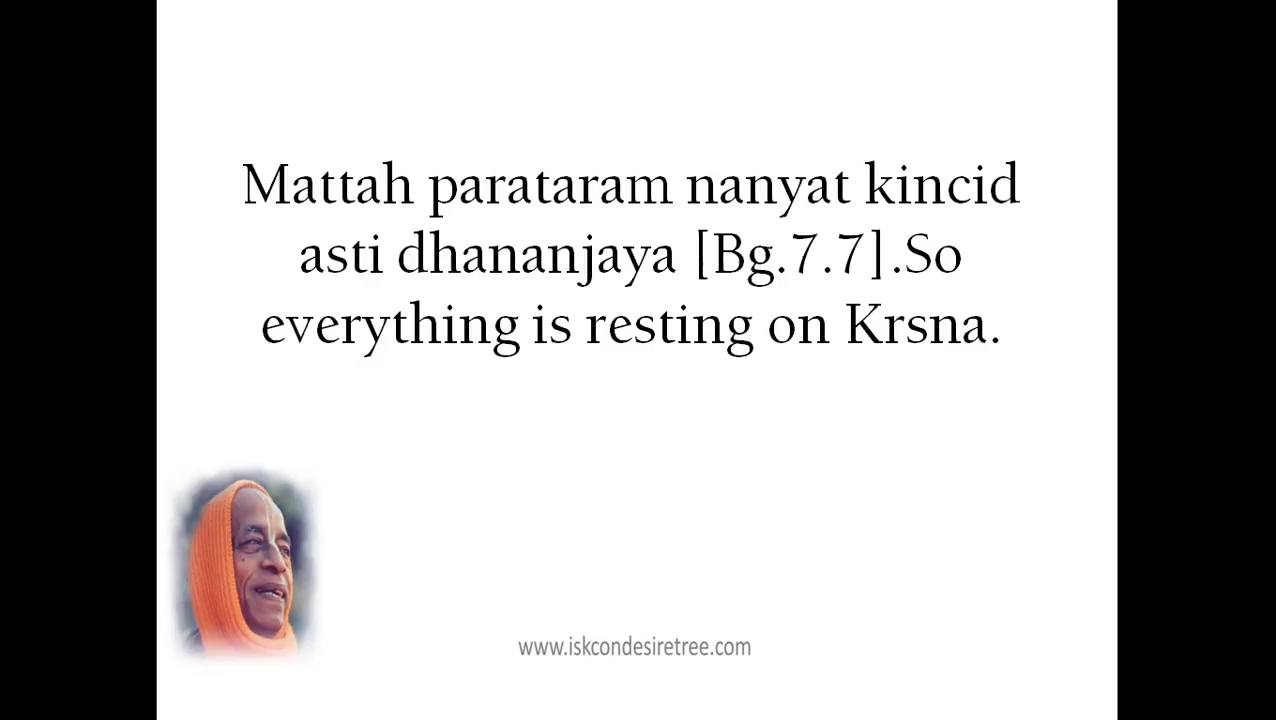 Mattah parataram nanyat kincid
asti dhananjaya [Bg.7.7].So
everything is resting on Krsna.
www.iskcondesiretree.com